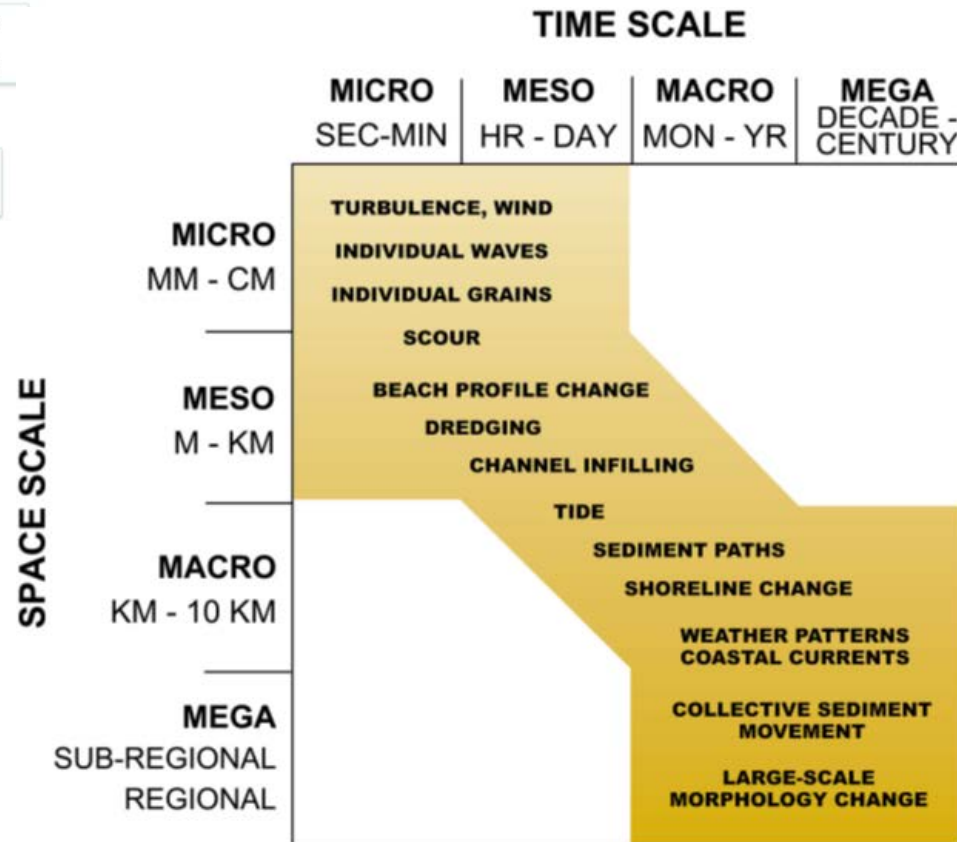 TIME SCALE
MICRO
SEC-MIN
MESO
HR - DAY
MACRO
MON - YR
MEGA
DECADE -
CENTURY
SPACE SCALE
MICRO
MM - CM
MESO
M - KM
MACRO
KM - 10 KM
MEGA
SUB-REGIONAL
REGIONAL
TURBULENCE, WIND
INDIVIDUAL WAVES
INDIVIDUAL GRAINS
SCOUR
BEACH PROFILE CHANGE
DREDGING
CHANNEL INFILLING
TIDE
SEDIMENT PATHS
SHORELINE CHANGE
WEATHER PATTERNS
COASTAL CURRENTS
COLLECTIVE SEDIMENT
MOVEMENT
LARGE-SCALE
MORPHOLOGY CHANGE